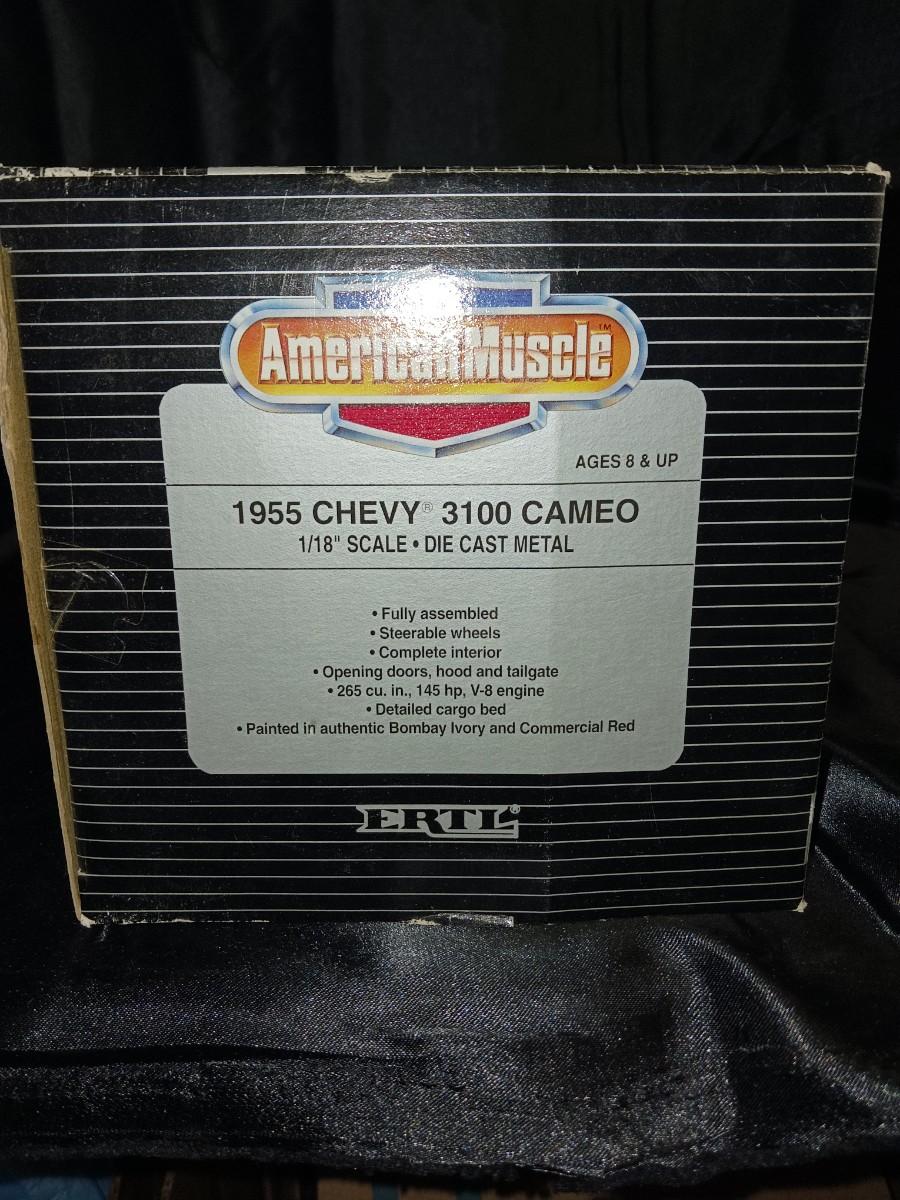 American Muscle™
AGES 8 & UP
1955 CHEVY® 3100 CAMEO
1/18" SCALE • DIE CAST METAL
• Fully assembled
• Steerable wheels
• Complete interior
• Opening doors, hood and tailgate
• 265 cu. in., 145 hp, V-8 engine
• Detailed cargo bed
• Painted in authentic Bombay Ivory and Commercial Red
ERTL®